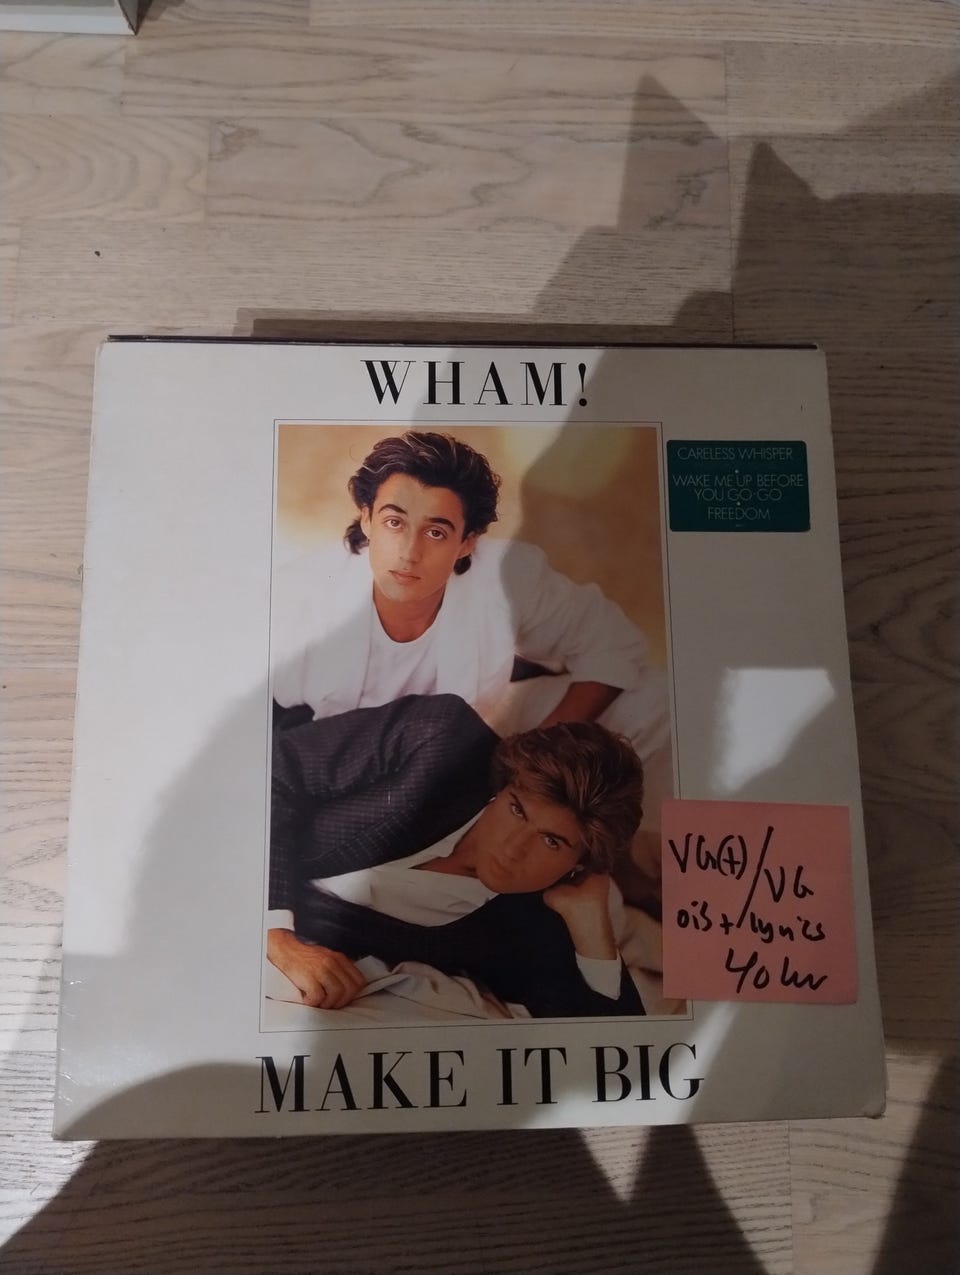 WHAM!
CARELESS WHISPER
•
WAKE ME UP BEFORE
YOU GO-GO
•
FREEDOM
VG(+)/VG
ois + lyrics
40 kr
MAKE IT BIG